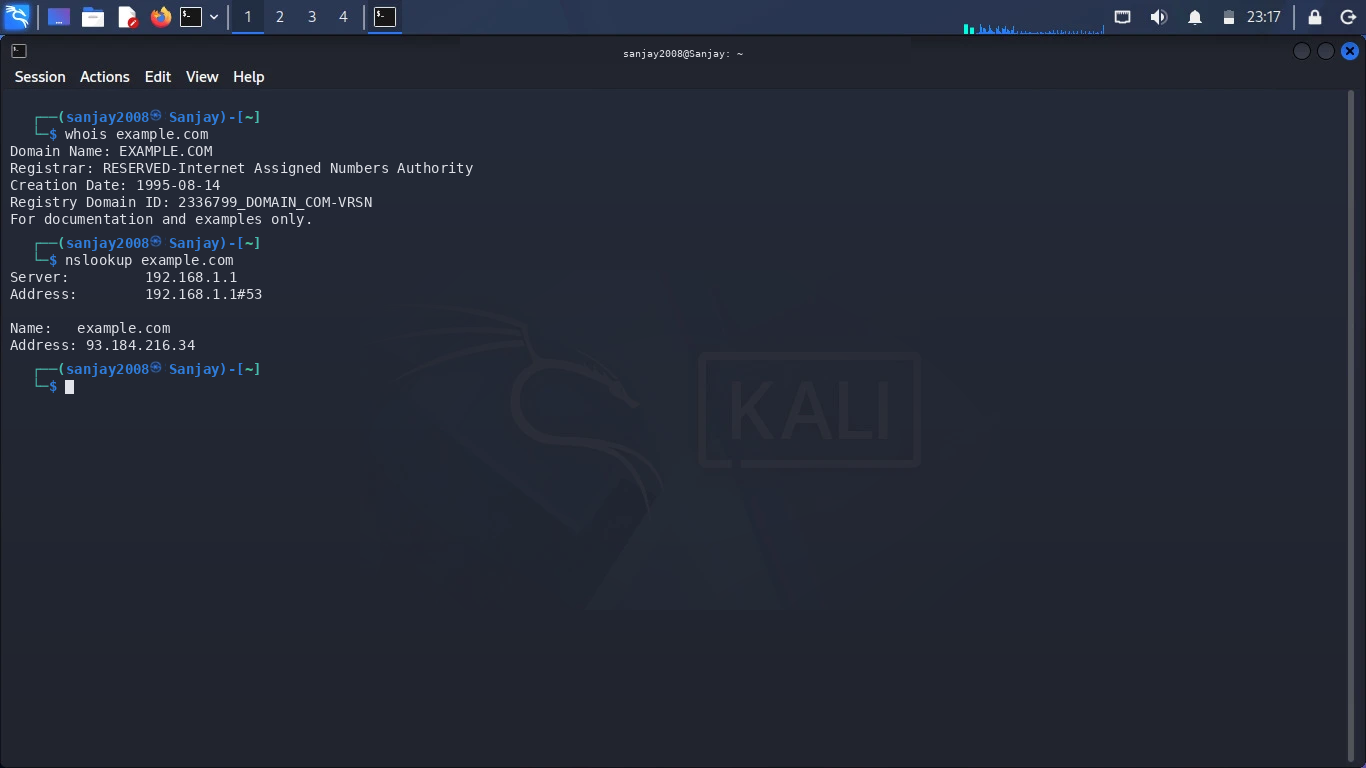 1 2 3 4 23:17
sanjay2008@Sanjay: ~
Session Actions Edit View Help
┌──(sanjay2008㉿ Sanjay)-[~]
└─$ whois example.com
Domain Name: EXAMPLE.COM
Registrar: RESERVED-Internet Assigned Numbers Authority
Creation Date: 1995-08-14
Registry Domain ID: 2336799_DOMAIN_COM-VRSN
For documentation and examples only.
┌──(sanjay2008㉿ Sanjay)-[~]
└─$ nslookup example.com
Server: 192.168.1.1
Address: 192.168.1.1#53
Name: example.com
Address: 93.184.216.34
┌──(sanjay2008㉿ Sanjay)-[~]
└─$
KALI